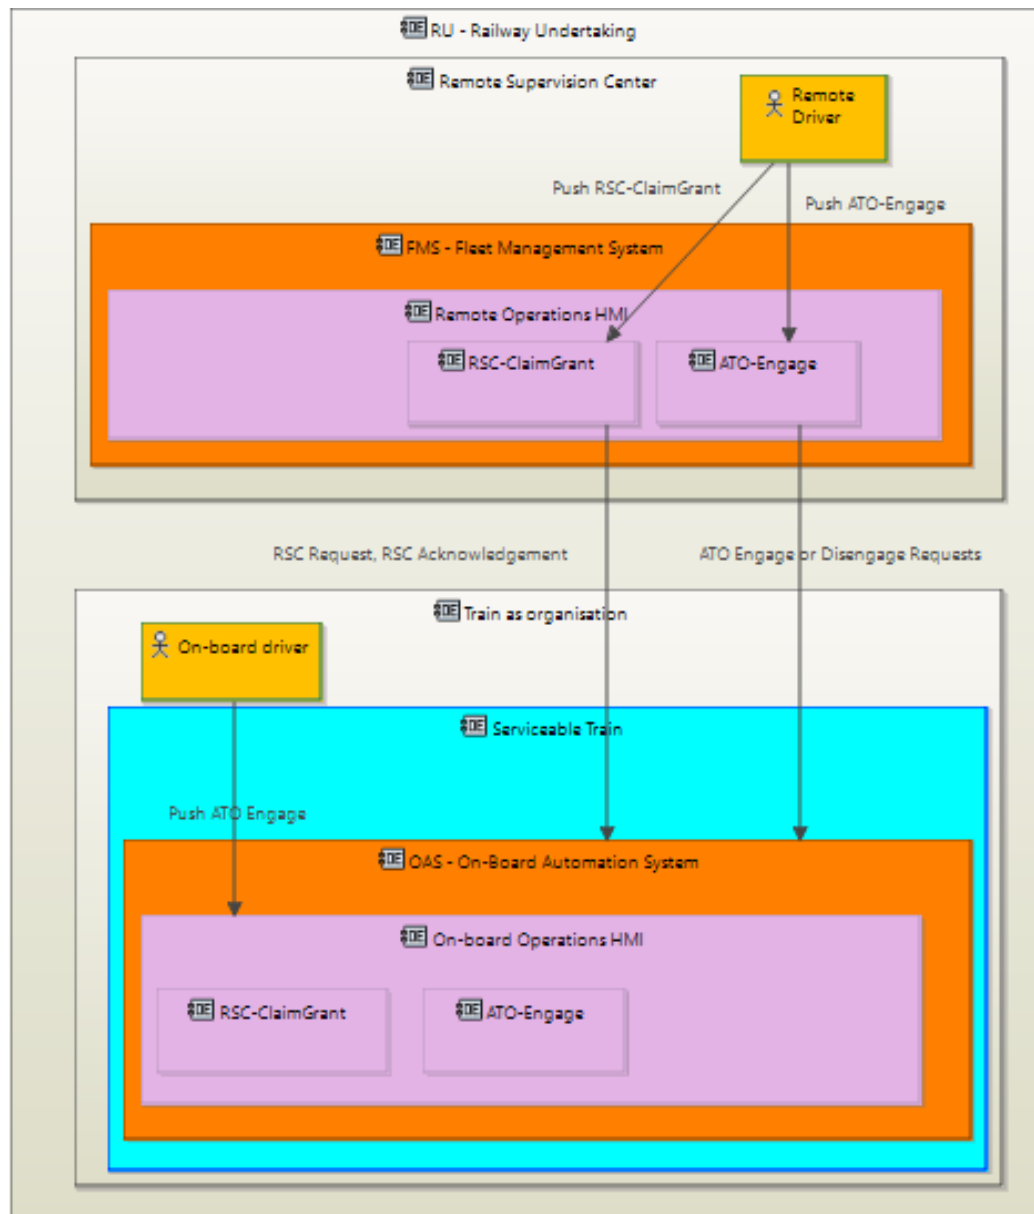 RU - Railway Undertaking
Remote Supervision Center
Remote
Driver
Push RSC-ClaimGrant
Push ATO-Engage
FMS - Fleet Management System
Remote Operations HMI
RSC-ClaimGrant
ATO-Engage
RSC Request, RSC Acknowledgement
ATO Engage or Disengage Requests
Train as organisation
On-board driver
Serviceable Train
Push ATO Engage
OAS - On-Board Automation System
On-board Operations HMI
RSC-ClaimGrant
ATO-Engage